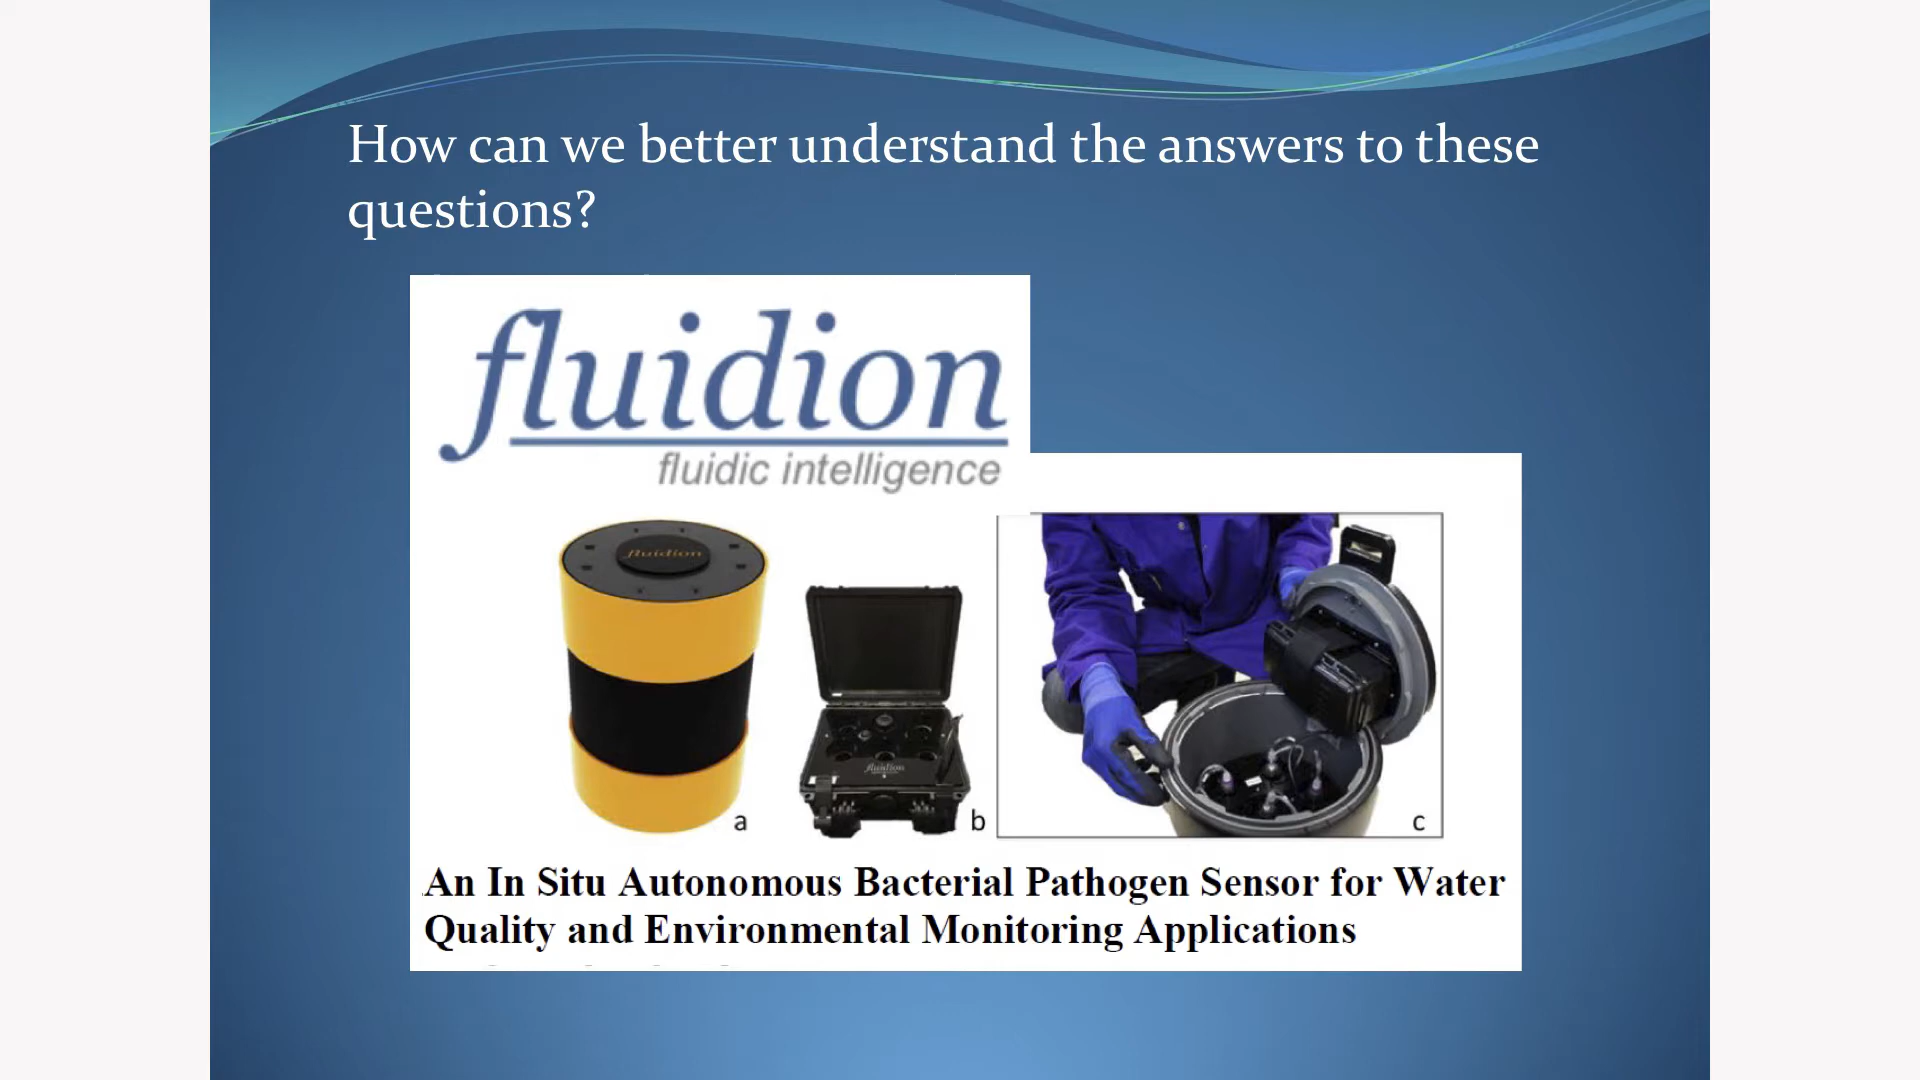 How can we better understand the answers to these
questions?
fluidion
fluidic intelligence
fluidion
fluidion
a
b
c
An In Situ Autonomous Bacterial Pathogen Sensor for Water
Quality and Environmental Monitoring Applications